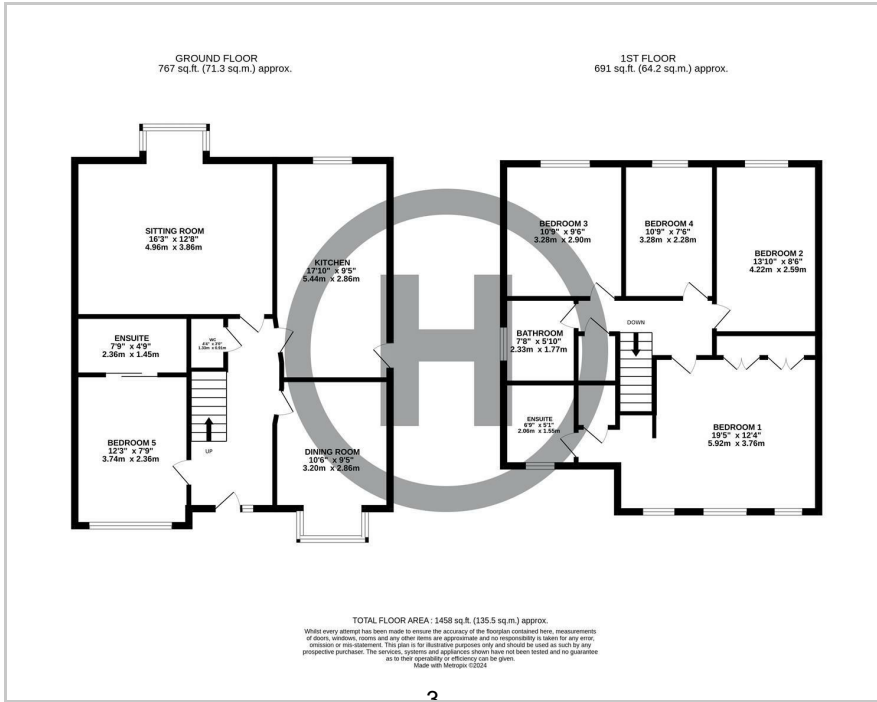 GROUND FLOOR
767 sq.ft. (71.3 sq.m.) approx.
SITTING ROOM
16'3" x 12'8"
4.96m x 3.86m
KITCHEN
17'10" x 9'5"
5.44m x 2.86m
ENSUITE
7'9" x 4'9"
2.36m x 1.45m
WC
BEDROOM 5
12'3" x 7'9"
3.74m x 2.36m
UP
DINING ROOM
10'6" x 9'5"
3.20m x 2.86m
1ST FLOOR
691 sq.ft. (64.2 sq.m.) approx.
BEDROOM 3
10'9" x 9'6"
3.28m x 2.90m
BEDROOM 4
10'9" x 7'6"
3.28m x 2.28m
BEDROOM 2
13'10" x 8'6"
4.22m x 2.59m
BATHROOM
7'8" x 5'10"
2.33m x 1.77m
DOWN
ENSUITE
6'9" x 5'1"
2.06m x 1.55m
BEDROOM 1
19'5" x 12'4"
5.92m x 3.76m
H
TOTAL FLOOR AREA : 1458 sq.ft. (135.5 sq.m.) approx.
Whilst every attempt has been made to ensure the accuracy of the floorplan contained here, measurements
of doors, windows, rooms and any other items are approximate and no responsibility is taken for any error,
omission or mis-statement. This plan is for illustrative purposes only and should be used as such by any
prospective purchaser. The services, systems and appliances shown have not been tested and no guarantee
as to their operability or efficiency can be given.
Made with Metropix ©2024